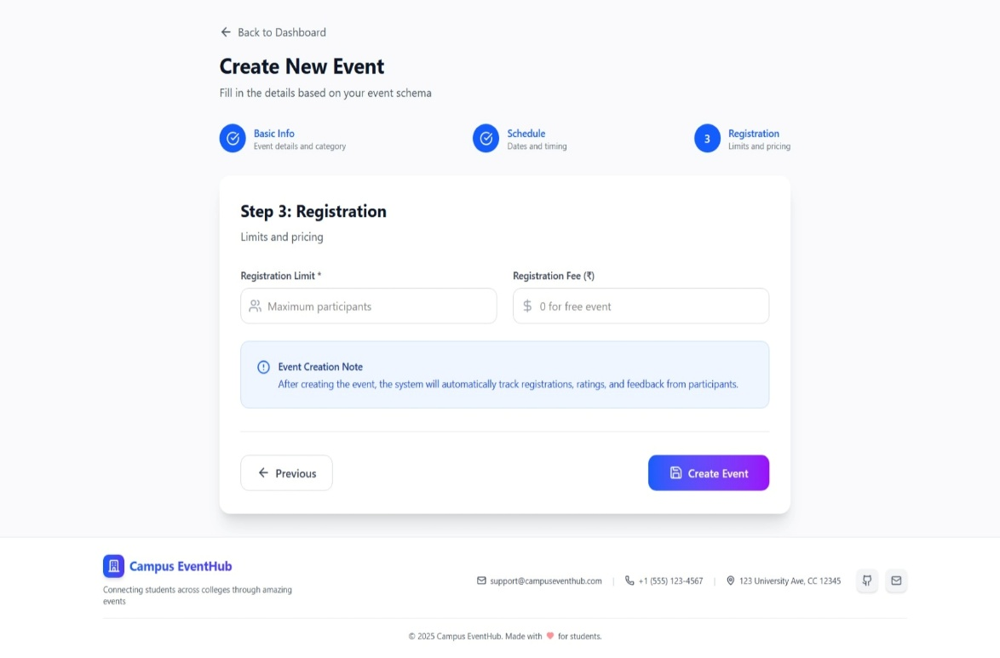 Back to Dashboard
Create New Event
Fill in the details based on your event schema
Basic Info
Event details and category
Schedule
Dates and timing
3
Registration
Limits and pricing
Step 3: Registration
Limits and pricing
Registration Limit *
Registration Fee (₹)
Maximum participants
$ 0 for free event
Event Creation Note
After creating the event, the system will automatically track registrations, ratings, and feedback from participants.
Previous
Create Event
Campus EventHub
Connecting students across colleges through amazing
events
support@campuseventhub.com | +1 (555) 123-4567 | 123 University Ave, CC 12345
© 2025 Campus EventHub. Made with ❤ for students.